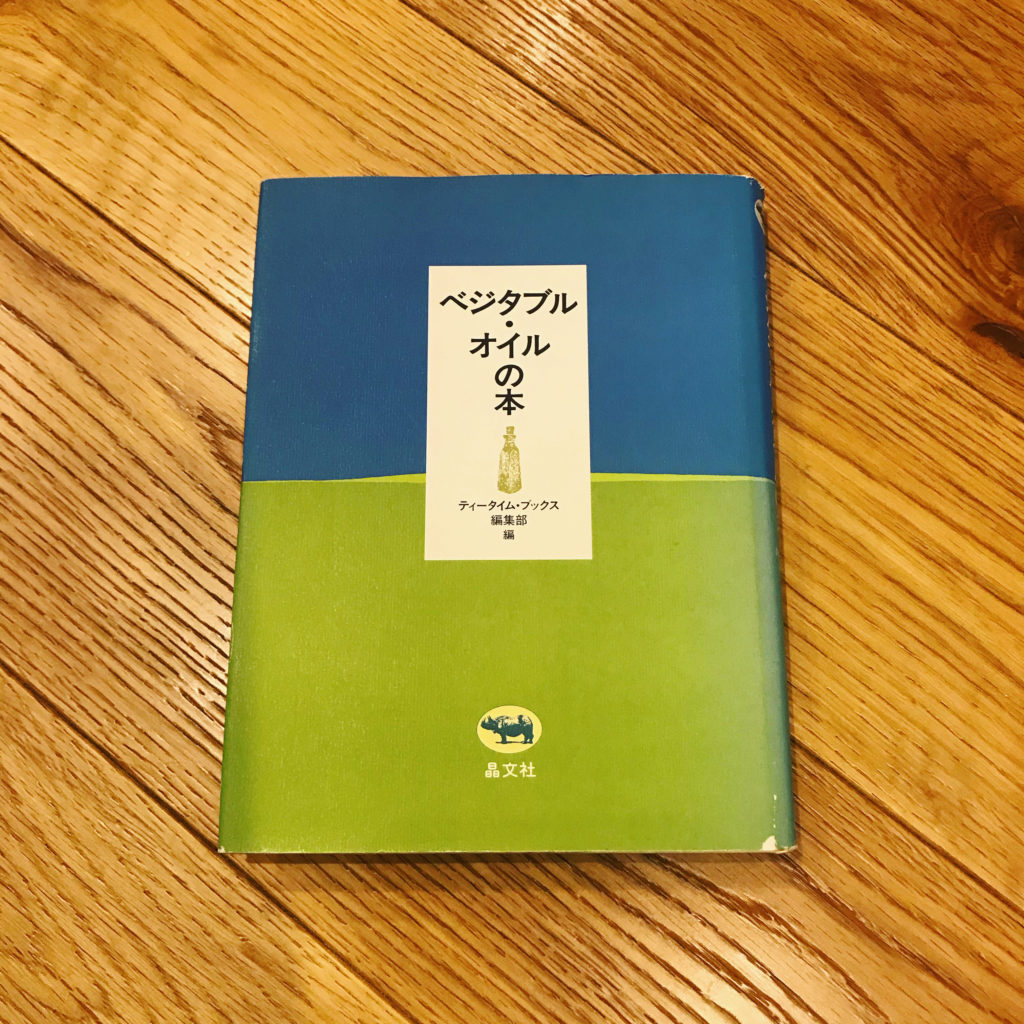 ベジタブル
・
オイル
の
本
ティータイム・ブックス
編集部
編
晶文社